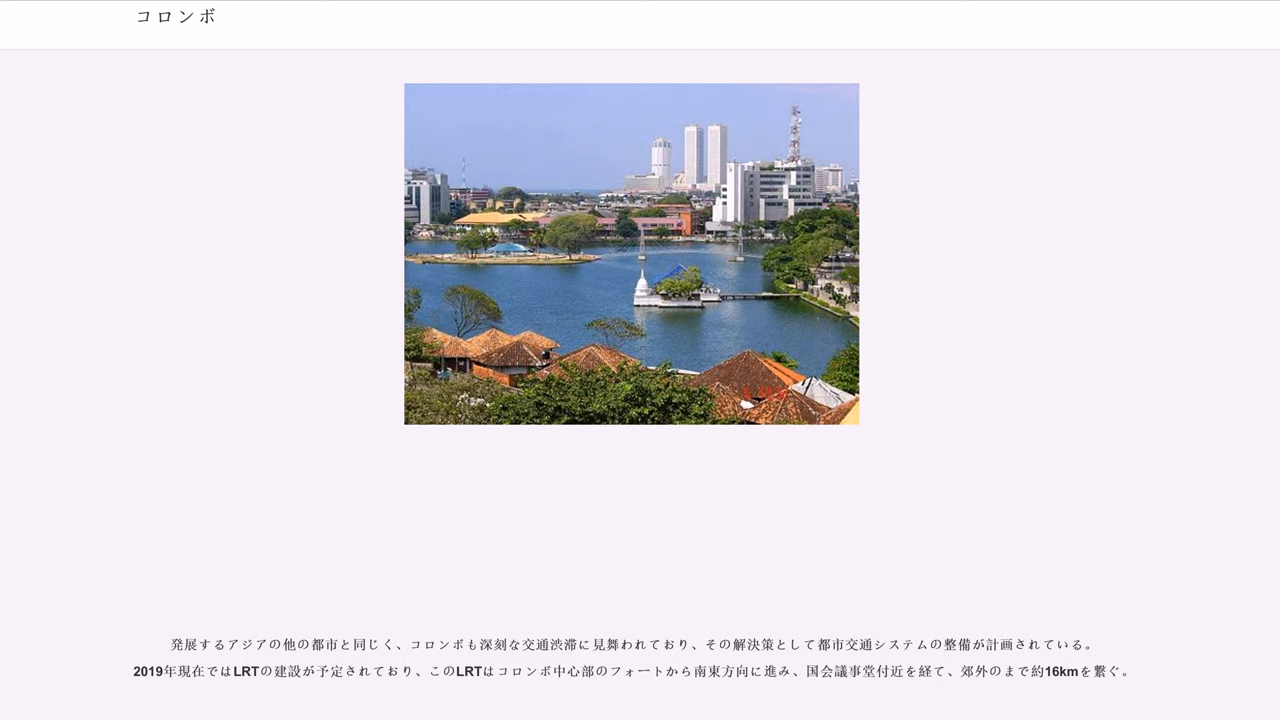 コロンボ
発展するアジアの他の都市と同じく、コロンボも深刻な交通渋滞に見舞われており、その解決策として都市交通システムの整備が計画されている。
2019年現在ではLRTの建設が予定されており、このLRTはコロンボ中心部のフォートから南東方向に進み、国会議事堂付近を経て、郊外のまで約16kmを繋ぐ。